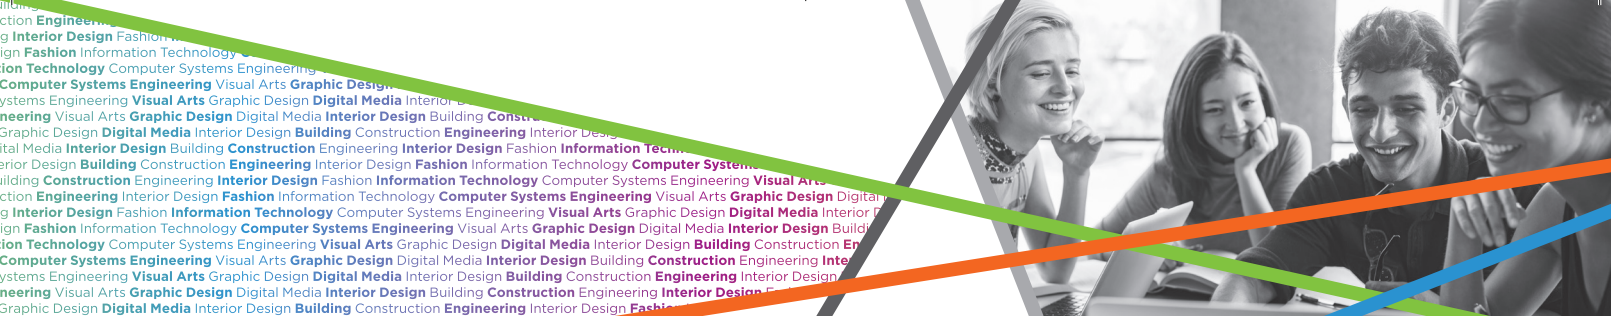 ction Engineering
g Interior Design Fashion
ign Fashion Information Technology
ion Technology Computer Systems Engineering
Computer Systems Engineering Visual Arts Graphic Design
ystems Engineering Visual Arts Graphic Design Digital Media Interior
neering Visual Arts Graphic Design Digital Media Interior Design Building Constr
Graphic Design Digital Media Interior Design Building Construction Engineering Interior Desig
ital Media Interior Design Building Construction Engineering Interior Design Fashion Information Techn
erior Design Building Construction Engineering Interior Design Fashion Information Technology Computer System
uilding Construction Engineering Interior Design Fashion Information Technology Computer Systems Engineering Visual Arts
ction Engineering Interior Design Fashion Information Technology Computer Systems Engineering Visual Arts Graphic Design Digital
g Interior Design Fashion Information Technology Computer Systems Engineering Visual Arts Graphic Design Digital Media Interior D
ign Fashion Information Technology Computer Systems Engineering Visual Arts Graphic Design Digital Media Interior Design Buildi
ion Technology Computer Systems Engineering Visual Arts Graphic Design Digital Media Interior Design Building Construction En
Computer Systems Engineering Visual Arts Graphic Design Digital Media Interior Design Building Construction Engineering Inte
ystems Engineering Visual Arts Graphic Design Digital Media Interior Design Building Construction Engineering Interior Design
neering Visual Arts Graphic Design Digital Media Interior Design Building Construction Engineering Interior Design
Graphic Design Digital Media Interior Design Building Construction Engineering Interior Design Fashi